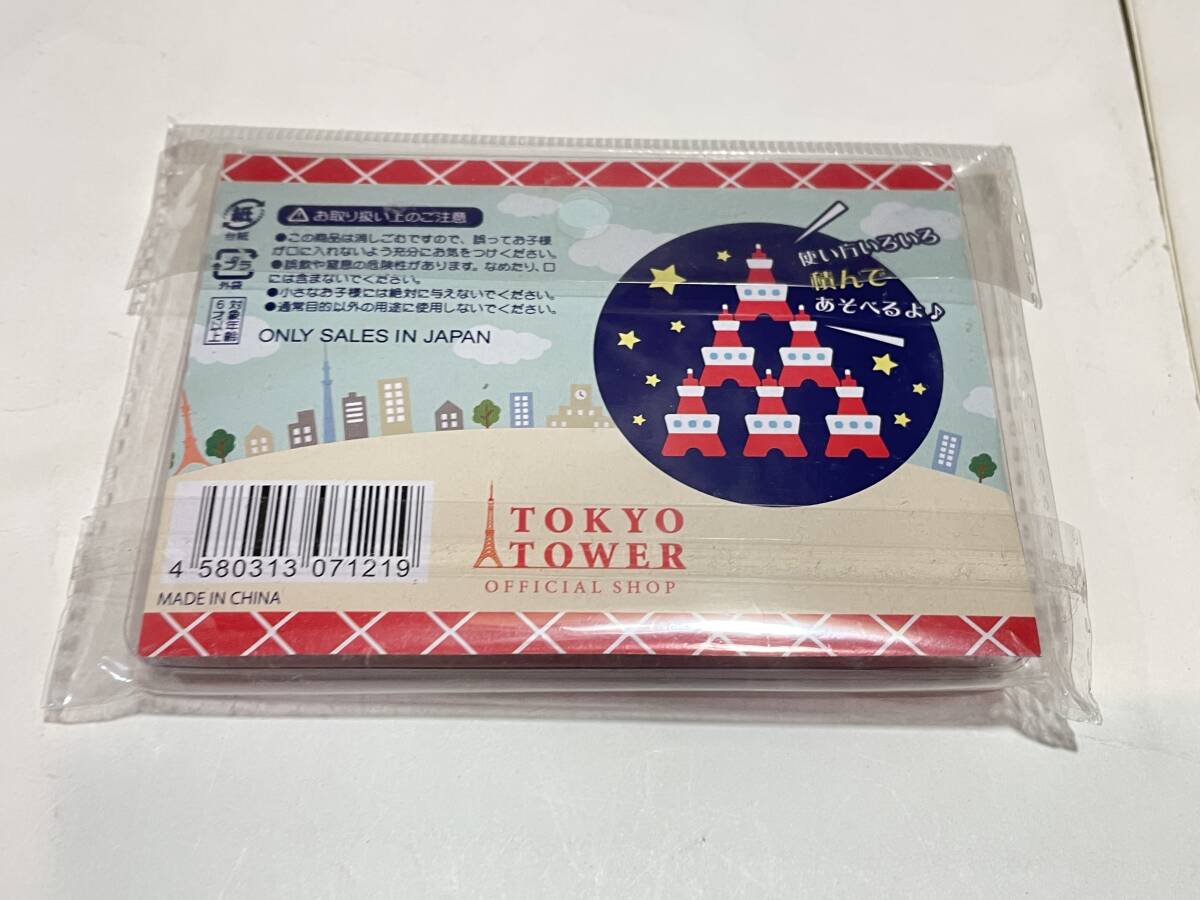 紙
台紙
プラ
外袋
対象年齢
6才以上
お取り扱い上のご注意
●この商品は消しごむですので、誤ってお子様
が口に入れないよう充分にお気をつけください。
●誤飲や窒息の危険性があります。なめたり、口
には含まないでください。
●小さなお子様には絶対に与えないでください。
●通常目的以外の用途に使用しないでください。
ONLY SALES IN JAPAN
使い方いろいろ
積んで
あそべるよ♪
4 580313 071219
MADE IN CHINA
TOKYO
TOWER
OFFICIAL SHOP